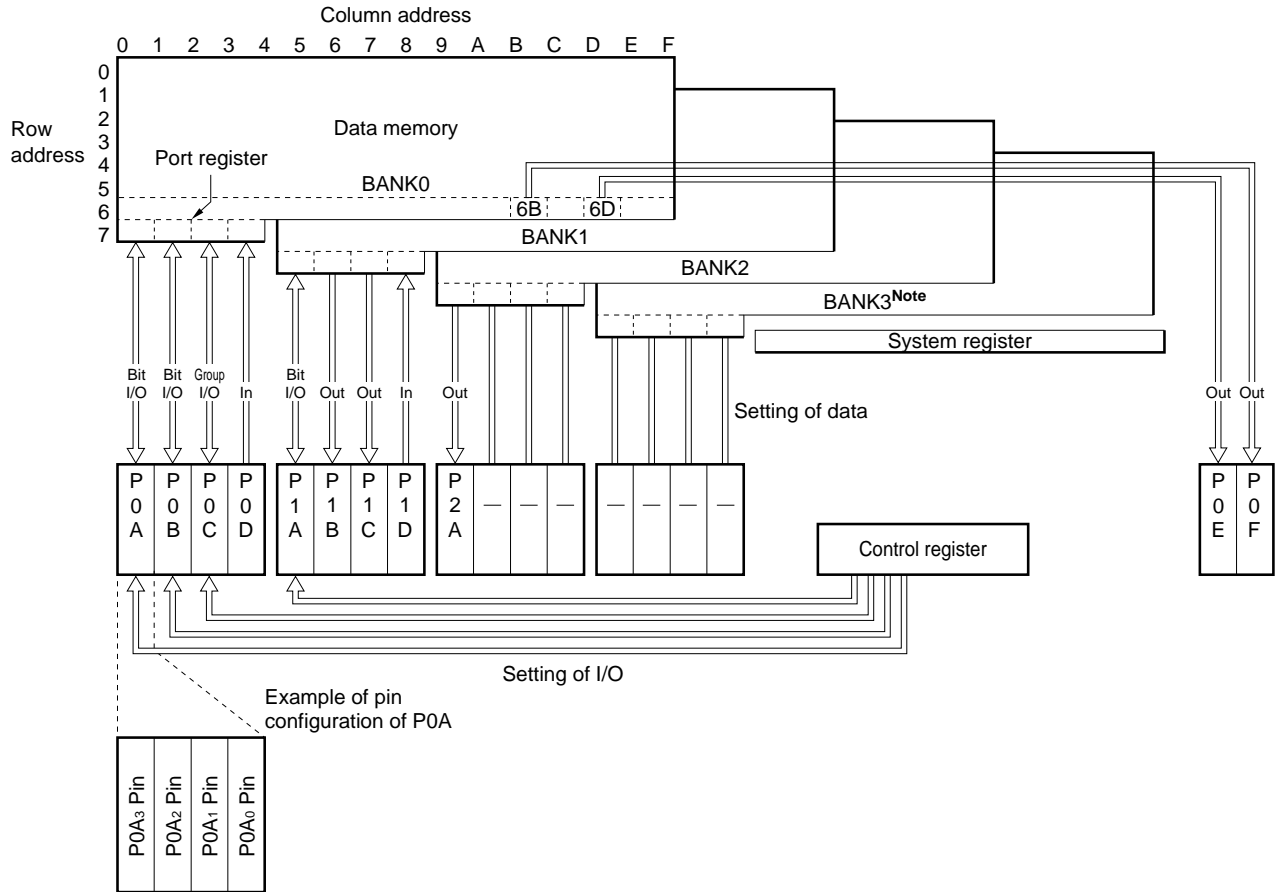 Column address
0 1 2 3 4 5 6 7 8 9 A B C D E F
0
1
2
3
4
5
6
7
Row
address
Data memory
Port register
BANK0
6B 6D
BANK1
BANK2
BANK3Note
System register
Bit
I/O
Bit
I/O
Group
I/O
In
Bit
I/O
Out
Out
In
Out
Setting of data
Out
Out
P0A
P0B
P0C
P0D
P1A
P1B
P1C
P1D
P2A
—
—
—
—
—
—
—
Control register
P0E
P0F
Setting of I/O
Example of pin
configuration of P0A
P0A3 Pin
P0A2 Pin
P0A1 Pin
P0A0 Pin